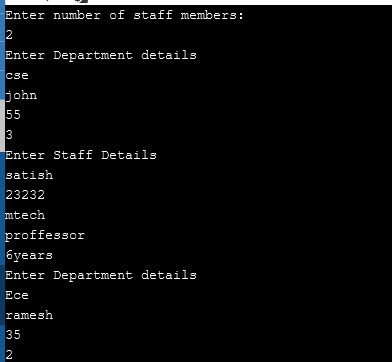 Enter number of staff members:
2
Enter Department details
cse
john
55
3
Enter Staff Details
satish
23232
mtech
proffessor
6years
Enter Department details
Ece
ramesh
35
2